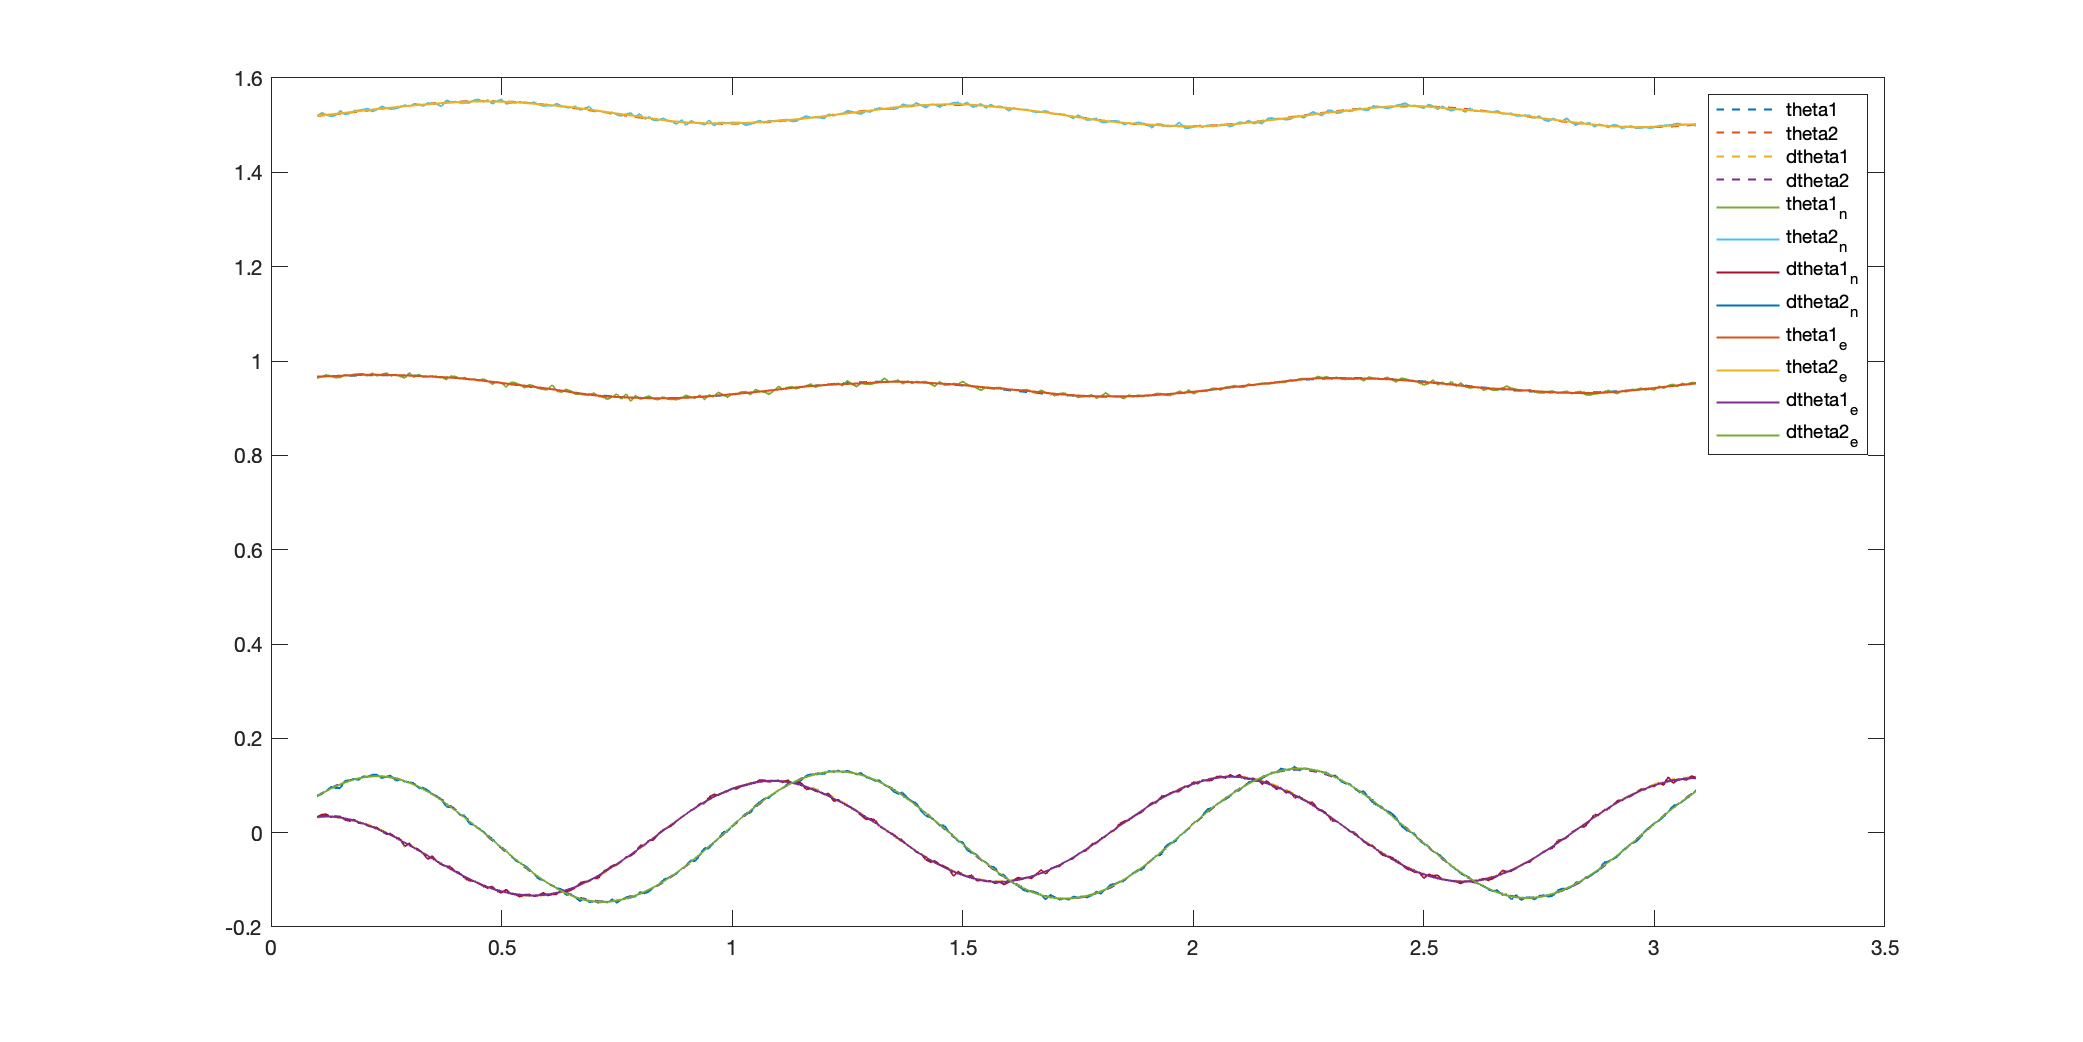 1.6
1.4
1.2
1
0.8
0.6
0.4
0.2
0
-0.2
0 0.5 1 1.5 2 2.5 3 3.5
theta1
theta2
dtheta1
dtheta2
theta1n
theta2n
dtheta1n
dtheta2n
theta1e
theta2e
dtheta1e
dtheta2e